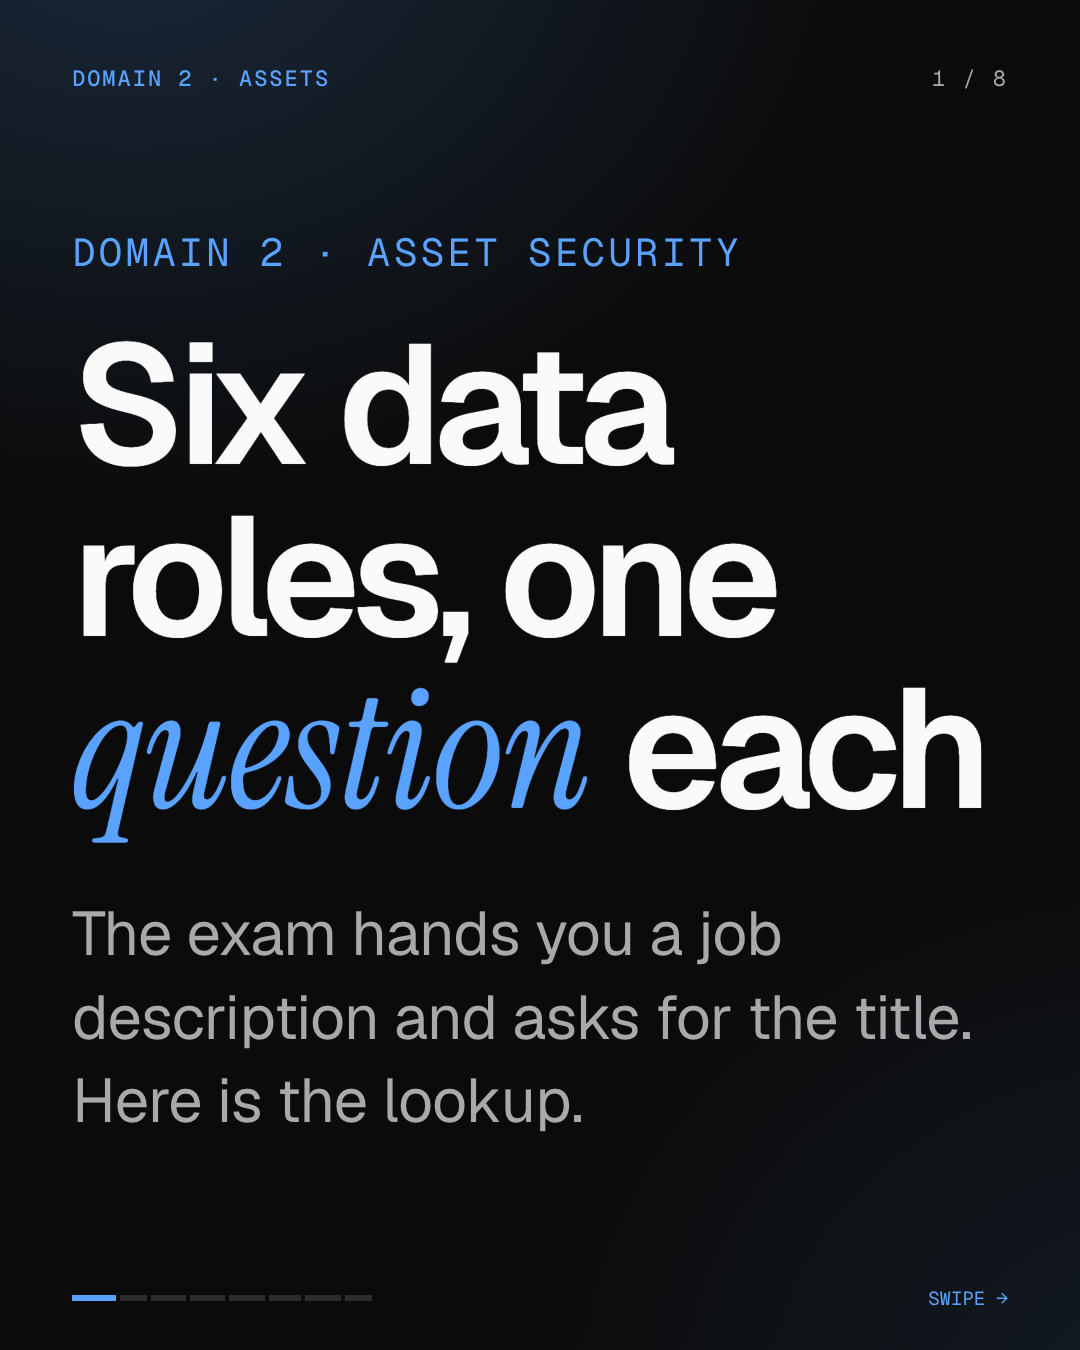 DOMAIN 2 · ASSETS
1 / 8
DOMAIN 2 · ASSET SECURITY
Six data
roles, one
question each
The exam hands you a job
description and asks for the title.
Here is the lookup.
SWIPE →